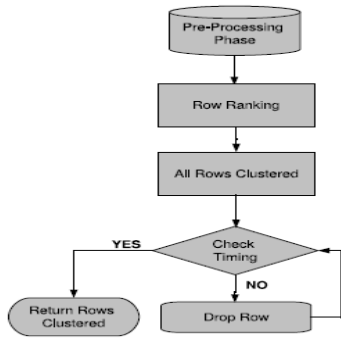 Pre-Processing
Phase
Row Ranking
All Rows Clustered
Check
Timing
YES
NO
Return Rows
Clustered
Drop Row